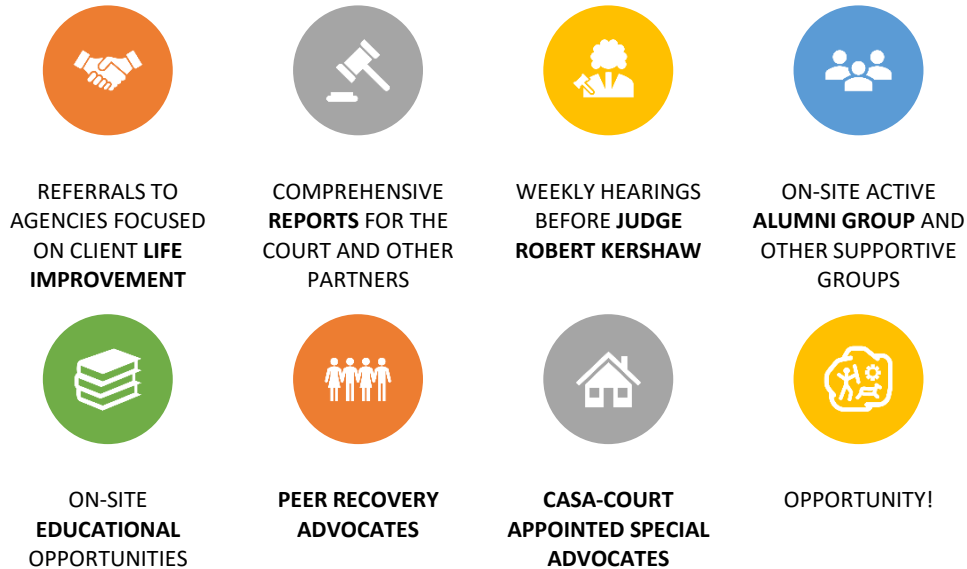 REFERRALS TO
AGENCIES FOCUSED
ON CLIENT LIFE
IMPROVEMENT
COMPREHENSIVE
REPORTS FOR THE
COURT AND OTHER
PARTNERS
WEEKLY HEARINGS
BEFORE JUDGE
ROBERT KERSHAW
ON-SITE ACTIVE
ALUMNI GROUP AND
OTHER SUPPORTIVE
GROUPS
ON-SITE
EDUCATIONAL
OPPORTUNITIES
PEER RECOVERY
ADVOCATES
CASA-COURT
APPOINTED SPECIAL
ADVOCATES
OPPORTUNITY!